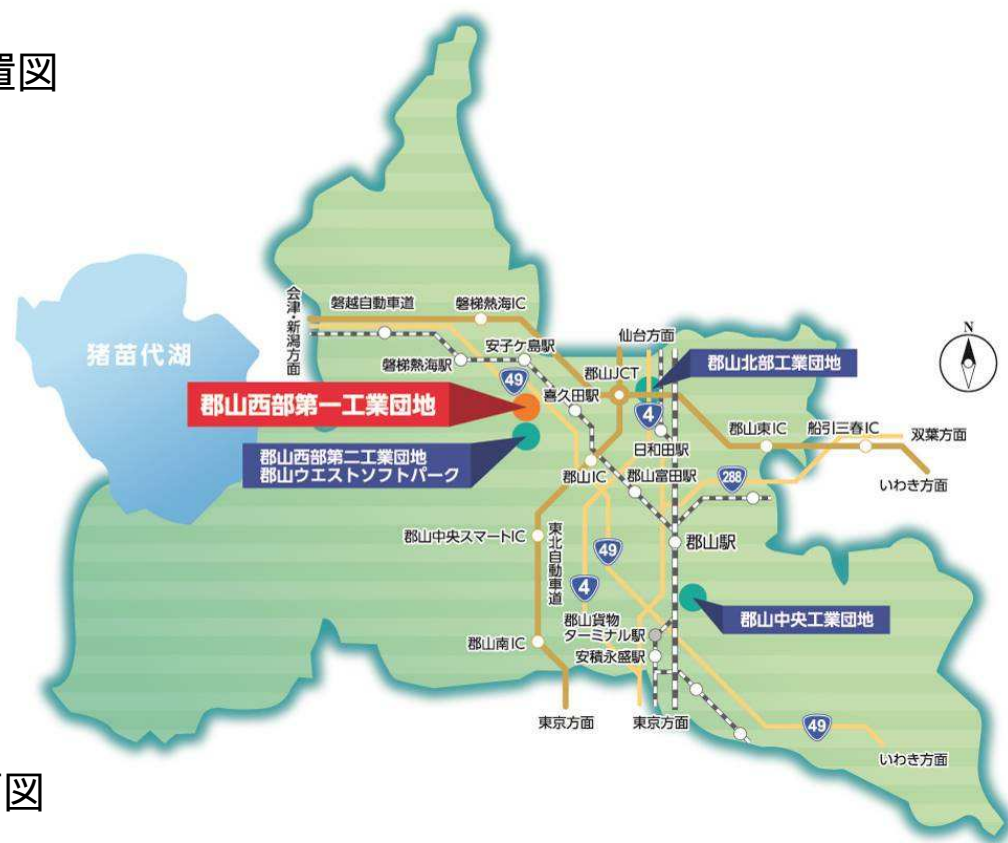 置図
N
猪苗代湖
会津・新潟方面
磐越自動車道
磐梯熱海IC
仙台方面
磐梯熱海駅
安子ケ島駅
49
郡山JCT
郡山北部工業団地
喜久田駅
4
郡山西部第一工業団地
郡山西部第二工業団地
郡山ウエストソフトパーク
日和田駅
郡山東IC
船引三春IC
双葉方面
いわき方面
郡山IC
郡山富田駅
288
郡山中央スマートIC
東北自動車道
49
郡山駅
4
郡山貨物
ターミナル駅
郡山中央工業団地
郡山南IC
安積永盛駅
東京方面
東京方面
49
いわき方面
図